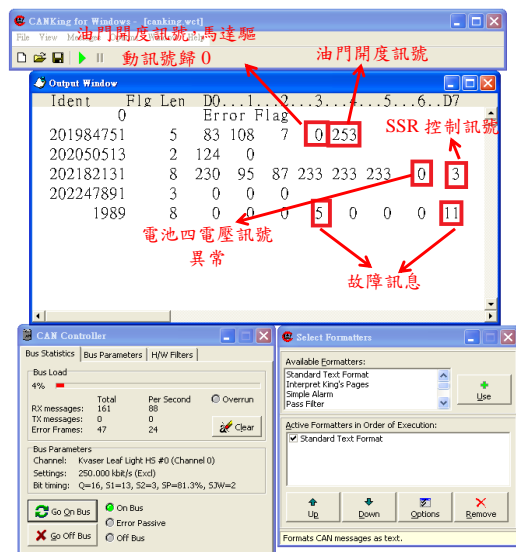 CANKing for Windows - [canking.wct]
File View
油門開度訊號,馬達驅
動訊號歸 0
油門開度訊號
Output Window
Ident Flg Len D0...1...2...3...4...5...6..D7
0 Error Flag
SSR 控制訊號
201984751 5 83 108 7 0 253
202050513 2 124 0
202182131 8 230 95 87 233 233 233 0 3
202247891 3 0 0 0
1989 8 0 0 0 5 0 0 0 11
電池四電壓訊號
異常
故障訊息
CAN Controller
Bus Statistics Bus Parameters H/W Filters
Bus Load
4%
Total Per Second Overrun
RX messages: 161 88
TX messages: 0 0
Error Frames: 47 24
Clear
Bus Parameters
Channel: Kvaser Leaf Light HS #0 (Channel 0)
Settings: 250.000 kbit/s (Excl)
Bit timing: Q=16, S1=13, S2=3, SP=81.3%, SJW=2
Go On Bus
On Bus
Error Passive
Go Off Bus
Off Bus
Select Formatters
Available Formatters:
Standard Text Format
Interpret King's Pages
Simple Alarm
Pass Filter
Use
Active Formatters in Order of Execution:
Standard Text Format
Up Down Options Remove
Formats CAN messages as text.